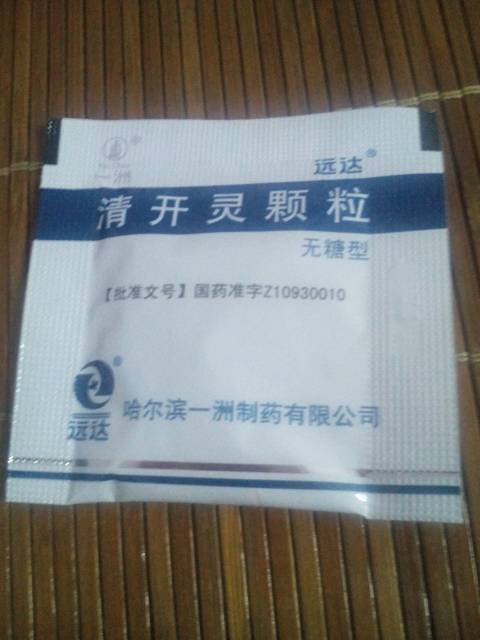 一洲®
远达®
清开灵颗粒
无糖型
【批准文号】国药准字Z10930010
®
远达
哈尔滨一洲制药有限公司